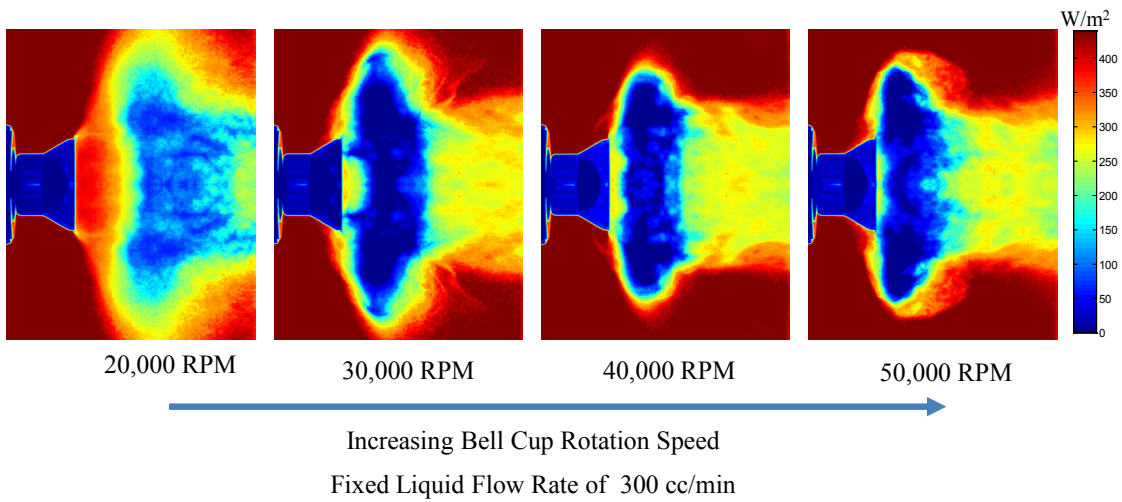 W/m²
400
350
300
250
200
150
100
50
0
20,000 RPM
30,000 RPM
40,000 RPM
50,000 RPM
Increasing Bell Cup Rotation Speed
Fixed Liquid Flow Rate of 300 cc/min